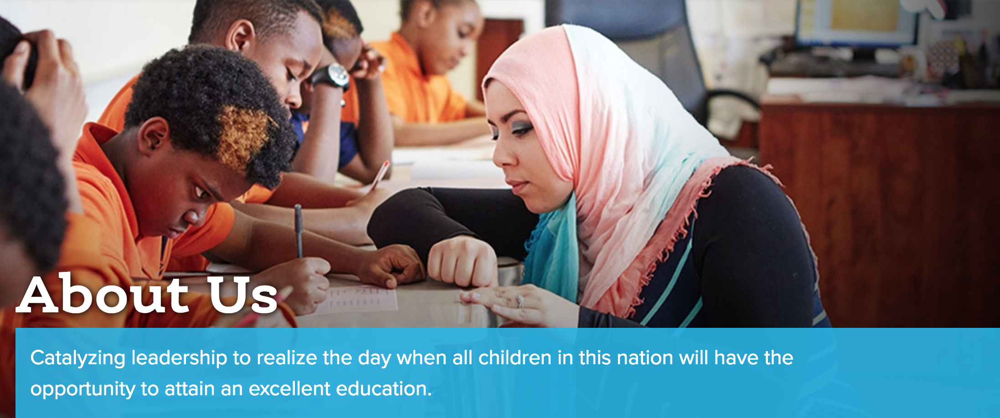 About Us
Catalyzing leadership to realize the day when all children in this nation will have the
opportunity to attain an excellent education.